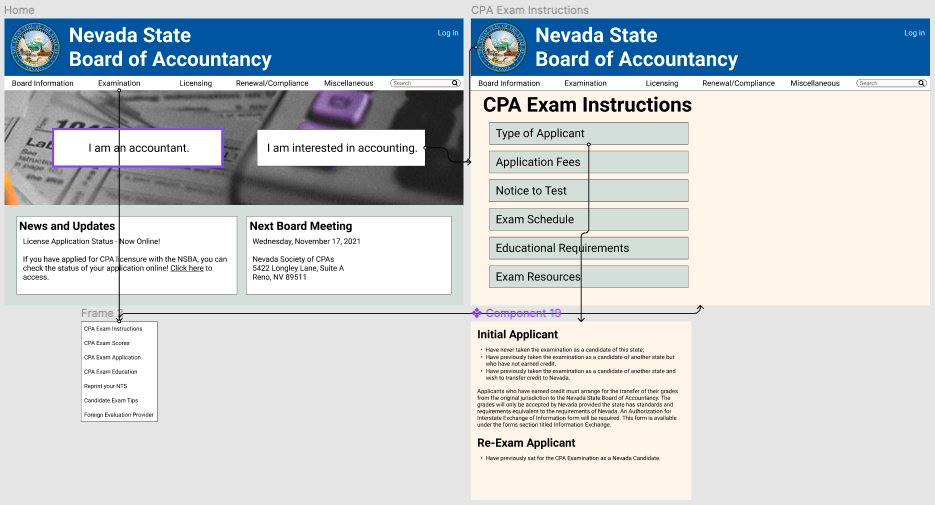 Home
Nevada State
Board of Accountancy
Log in
Board Information Examination Licensing Renewal/Compliance Miscellaneous Search
1040
Lab
I am an accountant.
I am interested in accounting.
News and Updates
License Application Status - Now Online!
If you have applied for CPA licensure with the NSBA, you can
check the status of your application online! Click here to
access.
Next Board Meeting
Wednesday, November 17, 2021
Nevada Society of CPAs
5422 Longley Lane, Suite A
Reno, NV 89511
Frame 2
CPA Exam Instructions
CPA Exam Scores
CPA Exam Application
CPA Exam Education
Reprint your NTS
Candidate Exam Tips
Foreign Evaluation Provider
CPA Exam Instructions
Nevada State
Board of Accountancy
Log in
Board Information Examination Licensing Renewal/Compliance Miscellaneous Search
CPA Exam Instructions
Type of Applicant
Application Fees
Notice to Test
Exam Schedule
Educational Requirements
Exam Resources
Component 19
Initial Applicant
• Have never taken the examination as a candidate of this state;
• Have previously taken the examination as a candidate of another state but
who have not earned credit.
• Have previously taken the examination as a candidate of another state and
wish to transfer credit to Nevada.
Applicants who have earned credit must arrange for the transfer of their grades
from the original jurisdiction to the Nevada State Board of Accountancy. The
grades will only be accepted by Nevada provided the state has standards and
requirements equivalent to the requirements of Nevada. An Authorization for
Interstate Exchange of Information form will be required. This form is available
under the forms section titled Information Exchange.
Re-Exam Applicant
• Have previously sat for the CPA Examination as a Nevada Candidate.